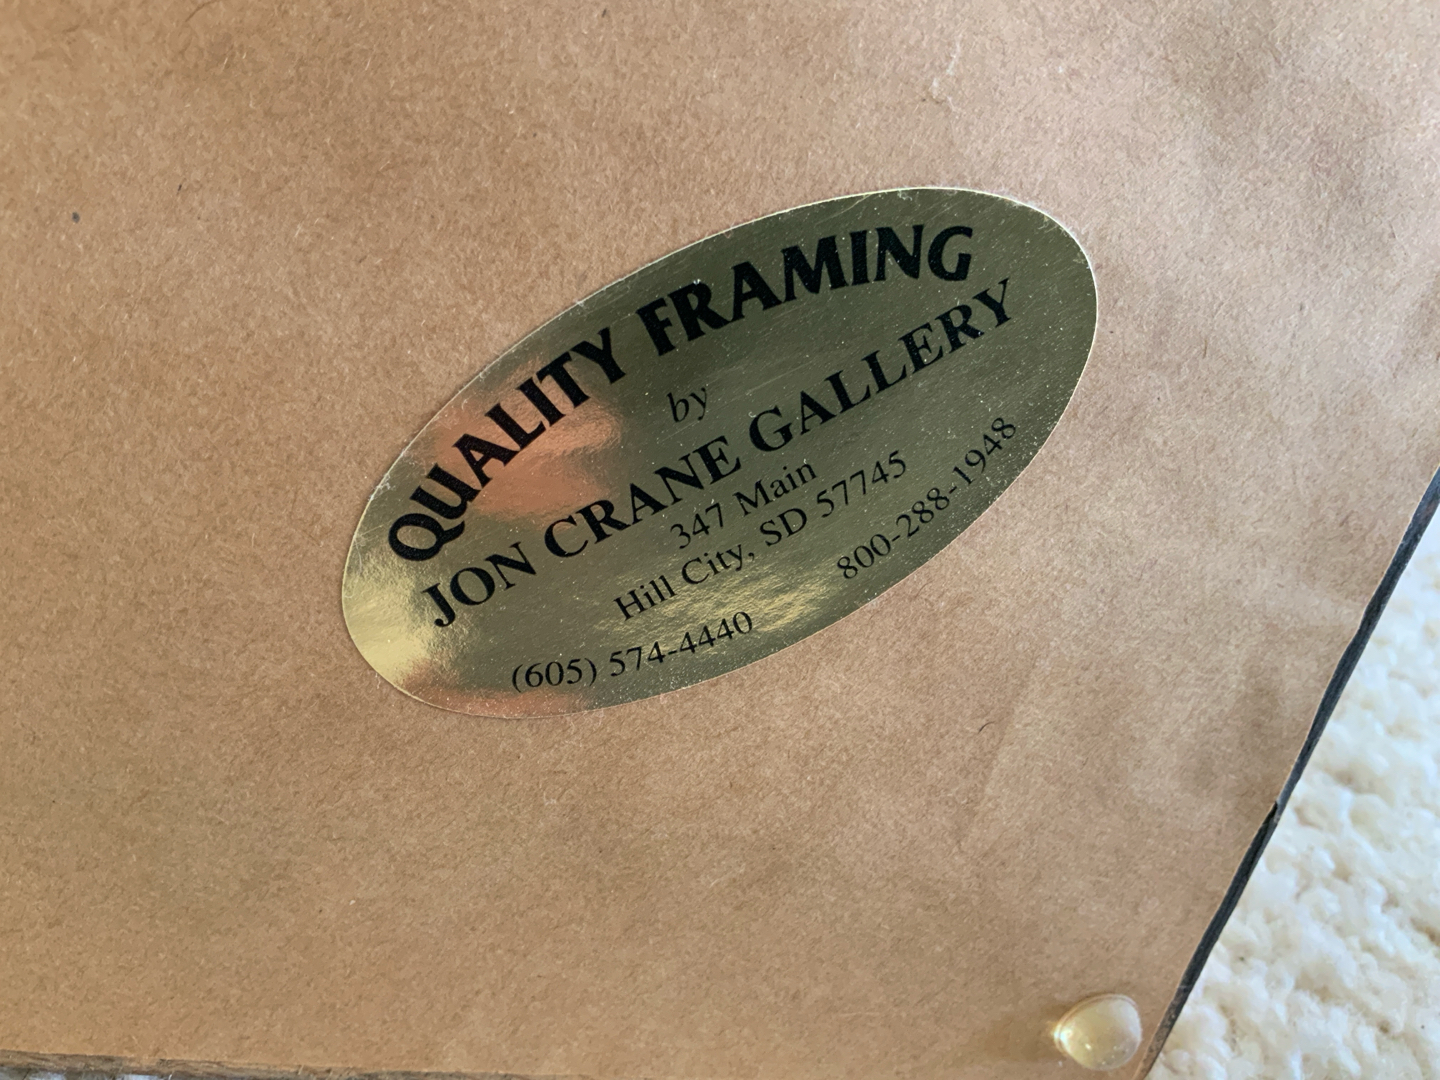 QUALITY FRAMING
by
JON CRANE GALLERY
347 Main
Hill City, SD 57745
(605) 574-4440 800-288-1948